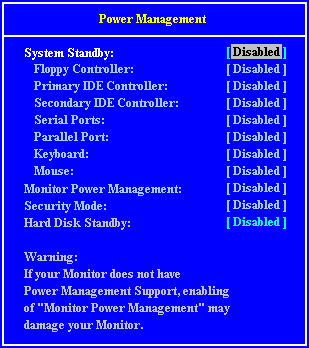 Power Management
System Standby: [ Disabled ]
Floppy Controller: [ Disabled ]
Primary IDE Controller: [ Disabled ]
Secondary IDE Controller: [ Disabled ]
Serial Ports: [ Disabled ]
Parallel Port: [ Disabled ]
Keyboard: [ Disabled ]
Mouse: [ Disabled ]
Monitor Power Management: [ Disabled ]
Security Mode: [ Disabled ]
Hard Disk Standby: [ Disabled ]
Warning:
If your Monitor does not have
Power Management Support, enabling
of "Monitor Power Management" may
damage your Monitor.